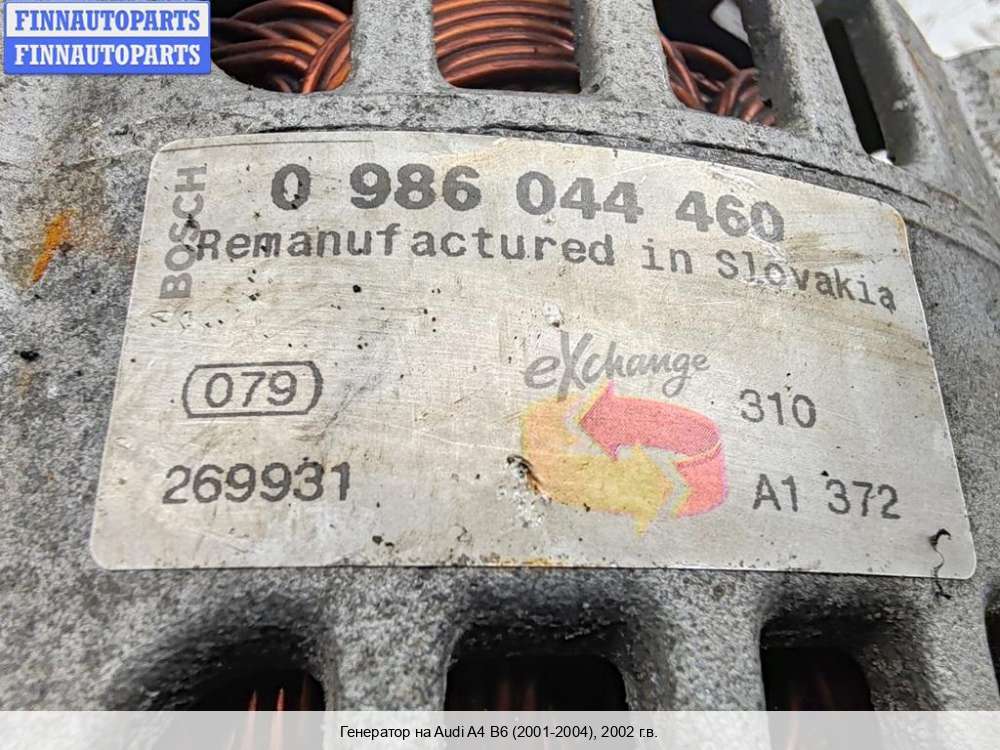 FINNAUTOPARTS
FINNAUTOPARTS
BOSCH
0 986 044 460
Remanufactured in Slovakia
eXchange
079
310
269931
A1 372
Генератор на Audi A4 B6 (2001-2004), 2002 г.в.